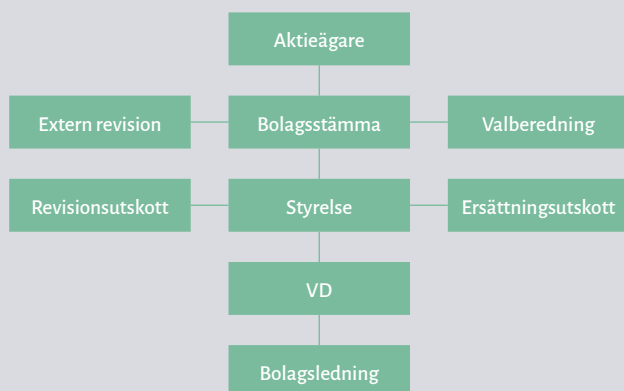 Aktieägare
Extern revision
Bolagsstämma
Valberedning
Revisionsutskott
Styrelse
Ersättningsutskott
VD
Bolagsledning